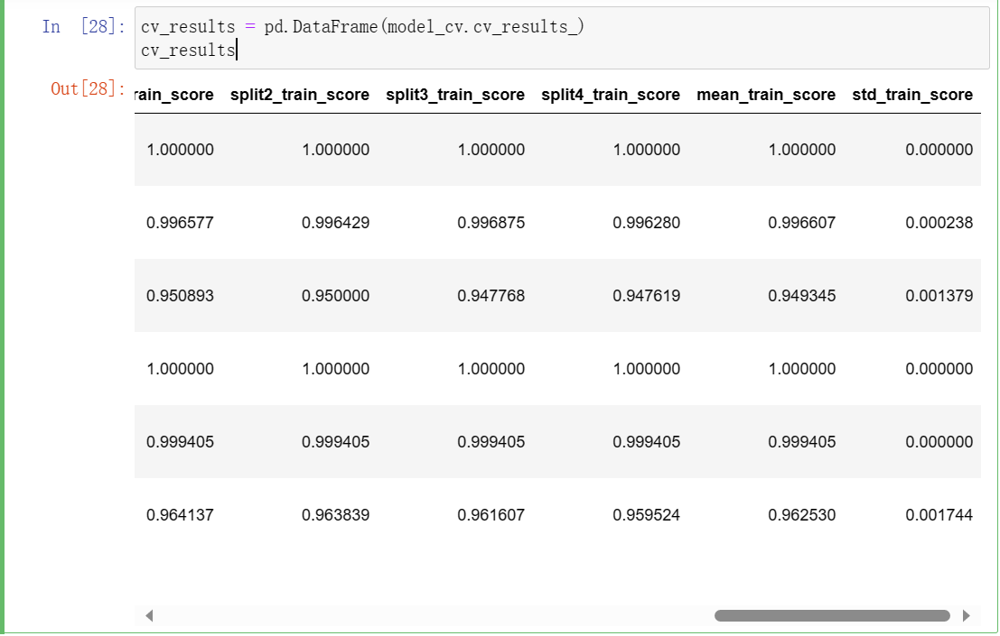 In [28]: cv_results = pd.DataFrame(model_cv.cv_results_)
cv_results
Out[28]: rain_score split2_train_score split3_train_score split4_train_score mean_train_score std_train_score
1.000000 1.000000 1.000000 1.000000 1.000000 0.000000
0.996577 0.996429 0.996875 0.996280 0.996607 0.000238
0.950893 0.950000 0.947768 0.947619 0.949345 0.001379
1.000000 1.000000 1.000000 1.000000 1.000000 0.000000
0.999405 0.999405 0.999405 0.999405 0.999405 0.000000
0.964137 0.963839 0.961607 0.959524 0.962530 0.001744